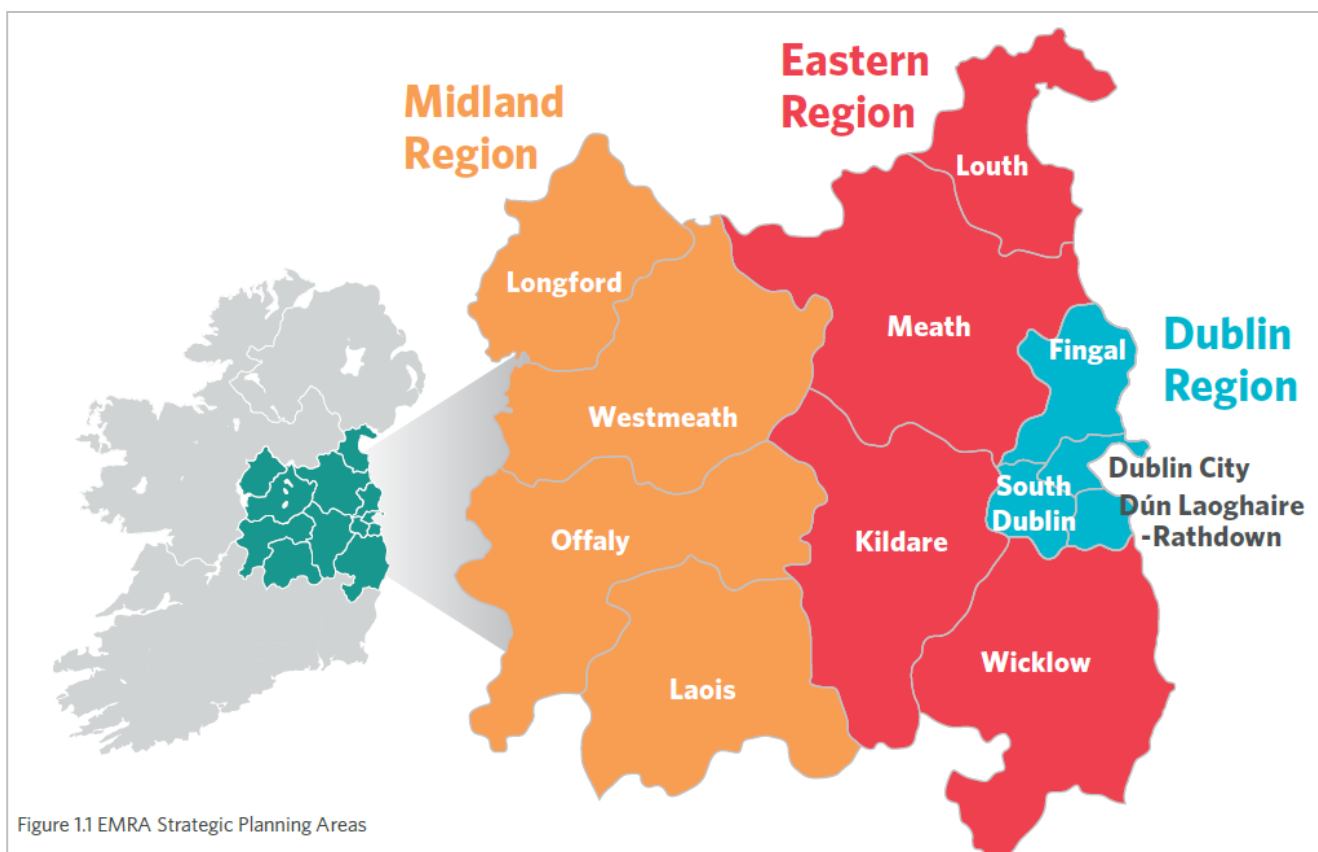 Midland
Region
Eastern
Region
Louth
Longford
Meath
Fingal
Dublin
Region
Westmeath
Dublin City
South
Dublin
Dún Laoghaire
-Rathdown
Offaly
Kildare
Wicklow
Laois
Figure 1.1 EMRA Strategic Planning Areas